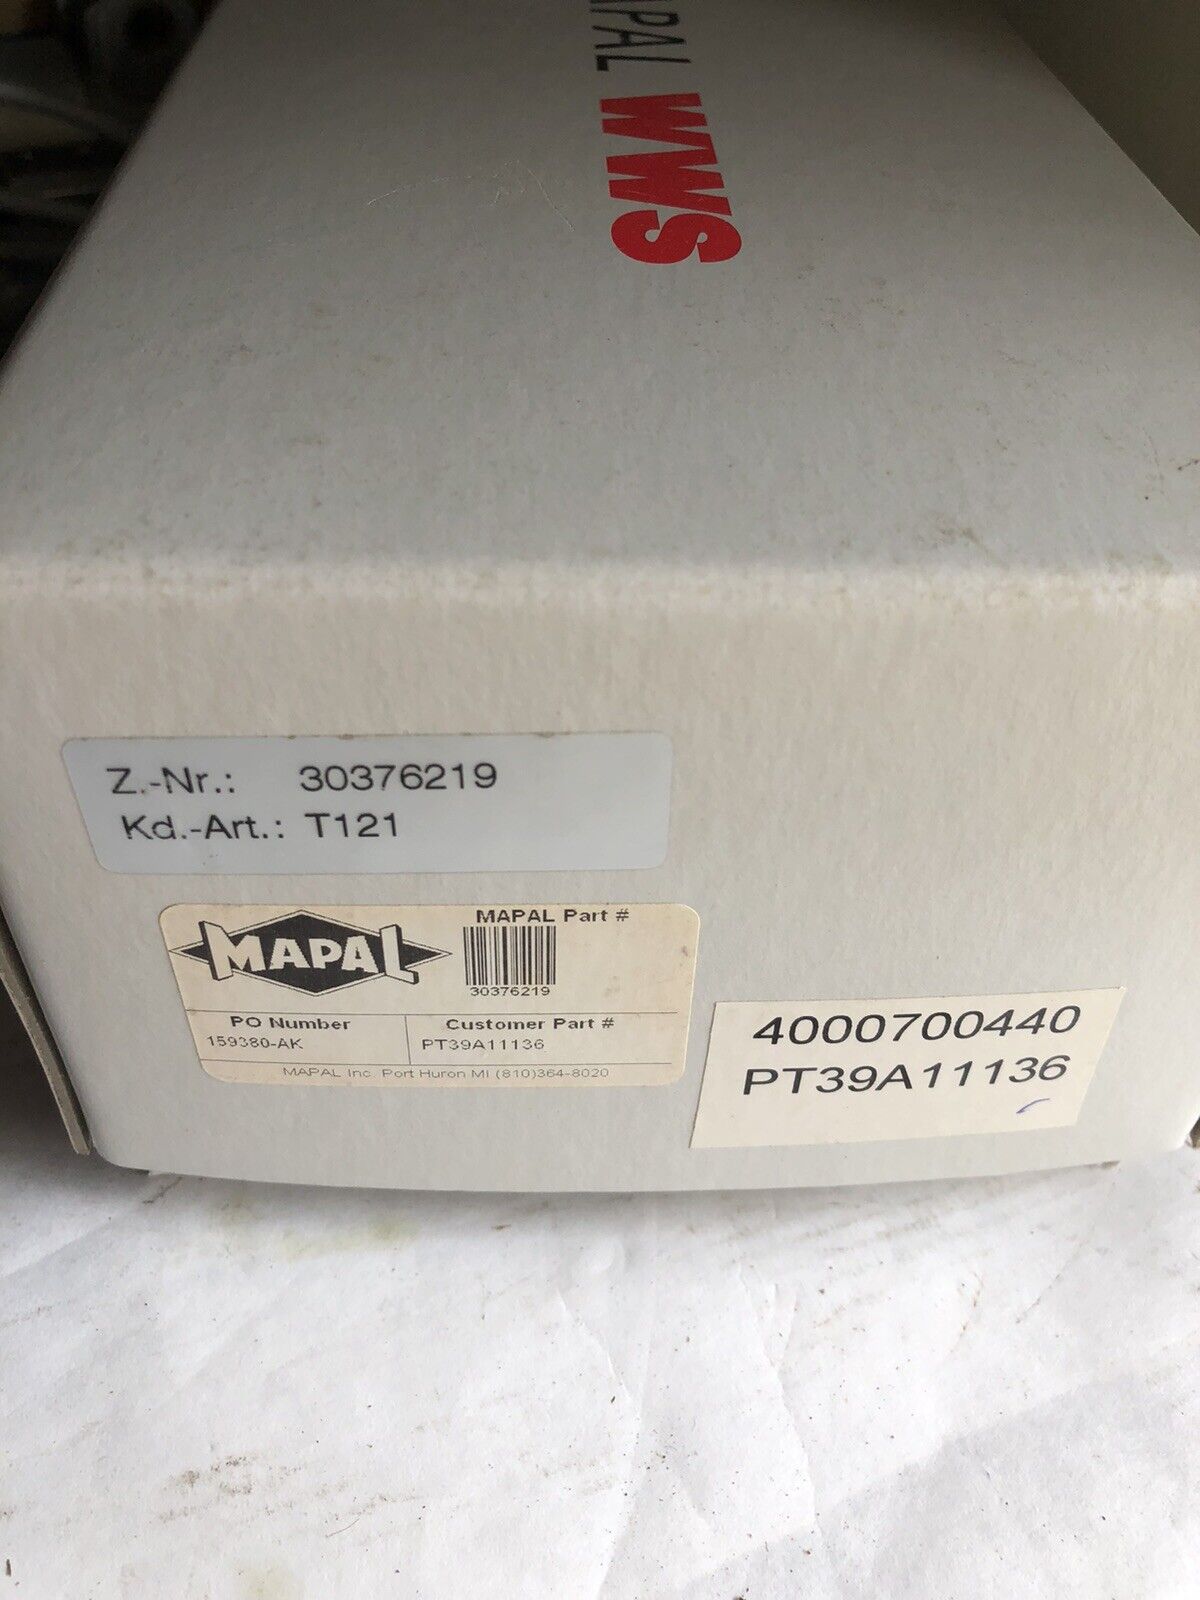 APAL WWS
Z.-Nr.: 30376219
Kd.-Art.: T121
MAPAL
MAPAL Part #
30376219
PO Number
159380-AK
Customer Part #
PT39A11136
MAPAL Inc. Port Huron MI (810)364-8020
4000700440
PT39A11136